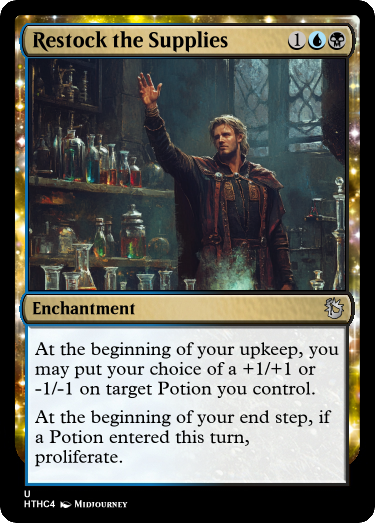 Restock the Supplies 1
Enchantment
At the beginning of your upkeep, you
may put your choice of a +1/+1 or
-1/-1 on target Potion you control.
At the beginning of your end step, if
a Potion entered this turn,
proliferate.
U
HTHC4 Midjourney